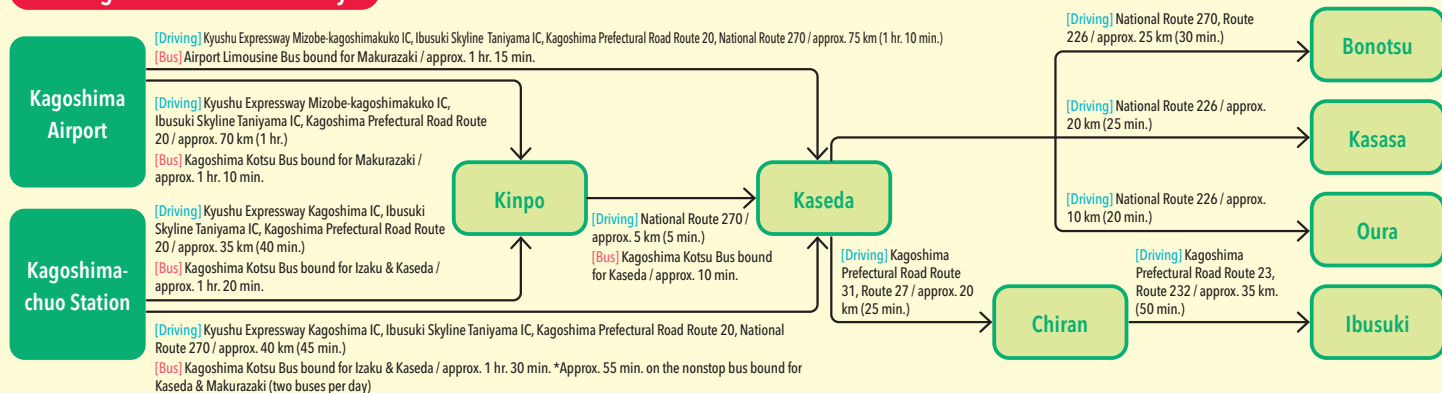 [Driving] Kyushu Expressway Mizobe-kagoshimakuko IC, Ibusuki Skyline Taniyama IC, Kagoshima Prefectural Road Route 20, National Route 270 / approx. 75 km (1 hr. 10 min.)
[Bus] Airport Limousine Bus bound for Makurazaki / approx. 1 hr. 15 min.
Kagoshima
Airport
[Driving] Kyushu Expressway Mizobe-kagoshimakuko IC,
Ibusuki Skyline Taniyama IC, Kagoshima Prefectural Road Route
20 / approx. 70 km (1 hr.)
[Bus] Kagoshima Kotsu Bus bound for Makurazaki /
approx. 1 hr. 10 min.
Kagoshima-
chuo Station
[Driving] Kyushu Expressway Kagoshima IC, Ibusuki
Skyline Taniyama IC, Kagoshima Prefectural Road Route
20 / approx. 35 km (40 min.)
[Bus] Kagoshima Kotsu Bus bound for Izaku & Kaseda /
approx. 1 hr. 20 min.
[Driving] Kyushu Expressway Kagoshima IC, Ibusuki Skyline Taniyama IC, Kagoshima Prefectural Road Route 20, National
Route 270 / approx. 40 km (45 min.)
[Bus] Kagoshima Kotsu Bus bound for Izaku & Kaseda / approx. 1 hr. 30 min. *Approx. 55 min. on the nonstop bus bound for
Kaseda & Makurazaki (two buses per day)
Kinpo
[Driving] National Route 270 /
approx. 5 km (5 min.)
[Bus] Kagoshima Kotsu Bus bound
for Kaseda / approx. 10 min.
Kaseda
[Driving] National Route 270, Route
226 / approx. 25 km (30 min.)
Bonotsu
[Driving] National Route 226 / approx.
20 km (25 min.)
Kasasa
[Driving] National Route 226 / approx.
10 km (20 min.)
Oura
[Driving] Kagoshima
Prefectural Road Route
31, Route 27 / approx. 20
km (25 min.)
Chiran
[Driving] Kagoshima
Prefectural Road Route 23,
Route 232 / approx. 35 km.
(50 min.)
Ibusuki